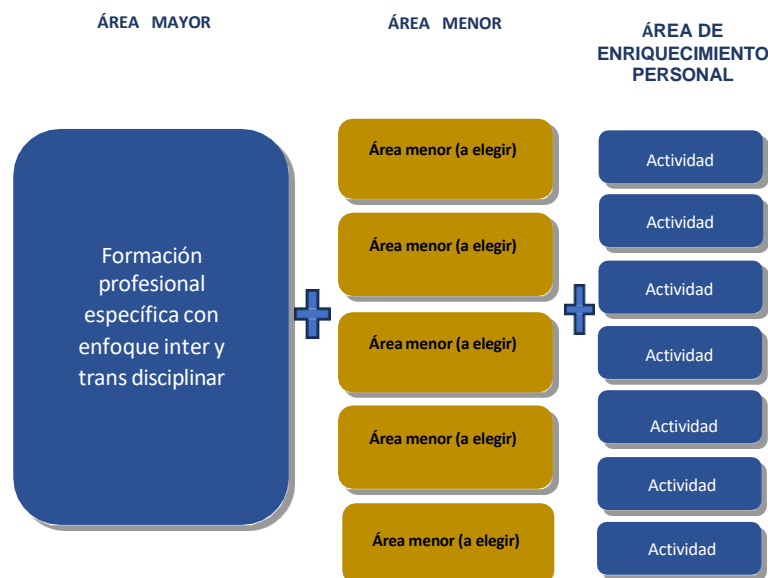 ÁREA MAYOR
ÁREA MENOR
ÁREA DE
ENRIQUECIMIENTO
PERSONAL
Formación
profesional
específica con
enfoque inter y
trans disciplinar
Área menor (a elegir)
Área menor (a elegir)
Área menor (a elegir)
Área menor (a elegir)
Área menor (a elegir)
Actividad
Actividad
Actividad
Actividad
Actividad
Actividad
Actividad